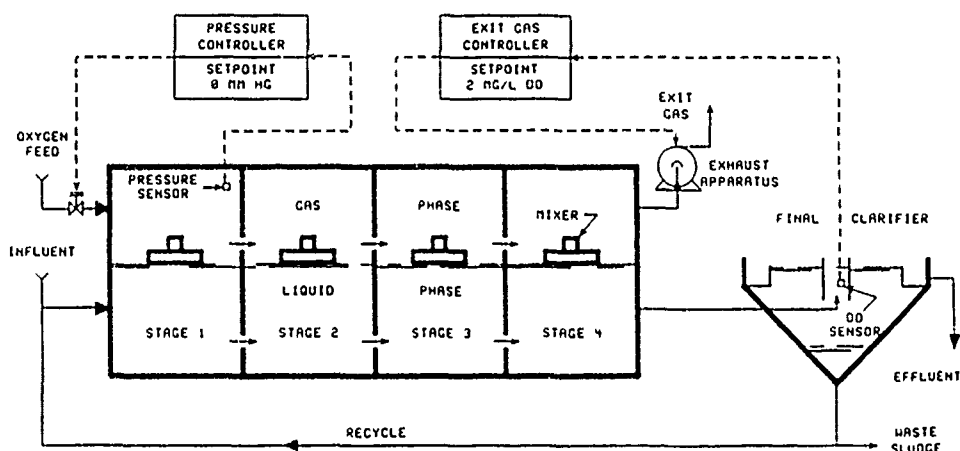 PRESSURE
CONTROLLER
SETPOINT
0 MM HG
EXIT GAS
CONTROLLER
SETPOINT
2 MG/L DO
EXIT
GAS
OXYGEN
FEED
PRESSURE
SENSOR
EXHAUST
APPARATUS
GAS PHASE
MIXER
FINAL CLARIFIER
INFLUENT
LIQUID PHASE
DO
SENSOR
STAGE 1 STAGE 2 STAGE 3 STAGE 4
EFFLUENT
RECYCLE
WASTE
SLUDGE